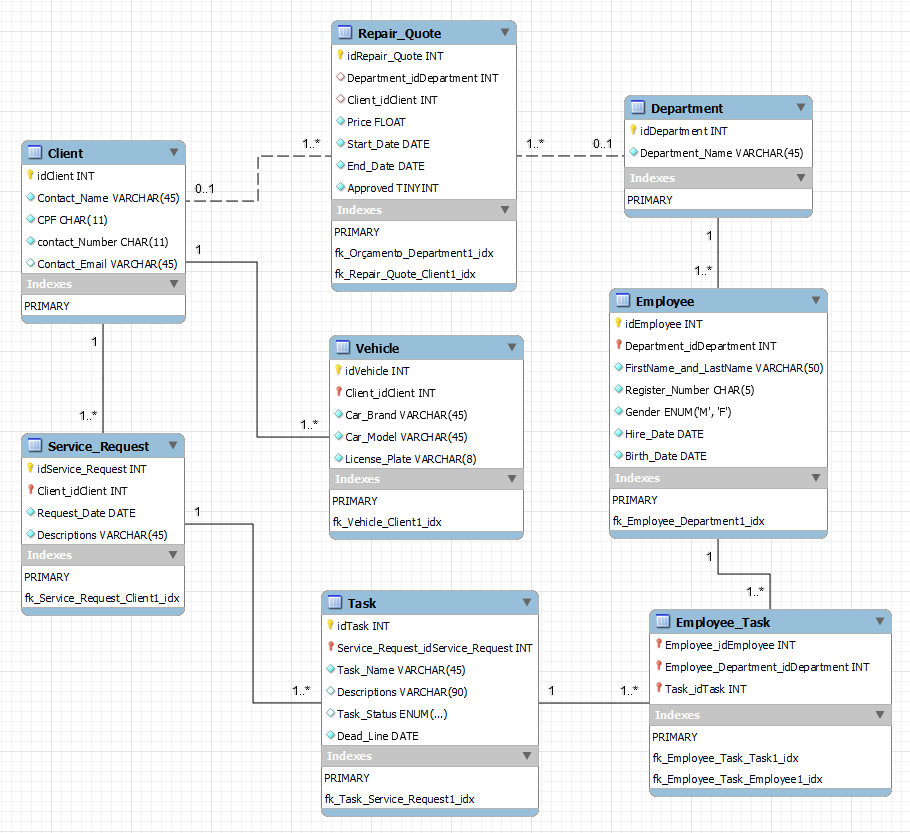 Repair_Quote
idRepair_Quote INT
Department_idDepartment INT
Client_idClient INT
Price FLOAT
Start_Date DATE
End_Date DATE
Approved TINYINT
Indexes
PRIMARY
fk_Orçamento_Department1_idx
fk_Repair_Quote_Client1_idx
Department
idDepartment INT
Department_Name VARCHAR(45)
Indexes
PRIMARY
1..*
0..1
1..*
0..1
Client
idClient INT
Contact_Name VARCHAR(45)
CPF CHAR(11)
contact_Number CHAR(11)
Contact_Email VARCHAR(45)
Indexes
PRIMARY
1
1..*
1
1..*
1
1..*
Vehicle
idVehicle INT
Client_idClient INT
Car_Brand VARCHAR(45)
Car_Model VARCHAR(45)
License_Plate VARCHAR(8)
Indexes
PRIMARY
fk_Vehicle_Client1_idx
Employee
idEmployee INT
Department_idDepartment INT
FirstName_and_LastName VARCHAR(50)
Register_Number CHAR(5)
Gender ENUM('M', 'F')
Hire_Date DATE
Birth_Date DATE
Indexes
PRIMARY
fk_Employee_Department1_idx
Service_Request
idService_Request INT
Client_idClient INT
Request_Date DATE
Descriptions VARCHAR(45)
Indexes
PRIMARY
fk_Service_Request_Client1_idx
1
1..*
1
1..*
Task
idTask INT
Service_Request_idService_Request INT
Task_Name VARCHAR(45)
Descriptions VARCHAR(90)
Task_Status ENUM(...)
Dead_Line DATE
Indexes
PRIMARY
fk_Task_Service_Request1_idx
1
1..*
Employee_Task
Employee_idEmployee INT
Employee_Department_idDepartment INT
Task_idTask INT
Indexes
PRIMARY
fk_Employee_Task_Task1_idx
fk_Employee_Task_Employee1_idx